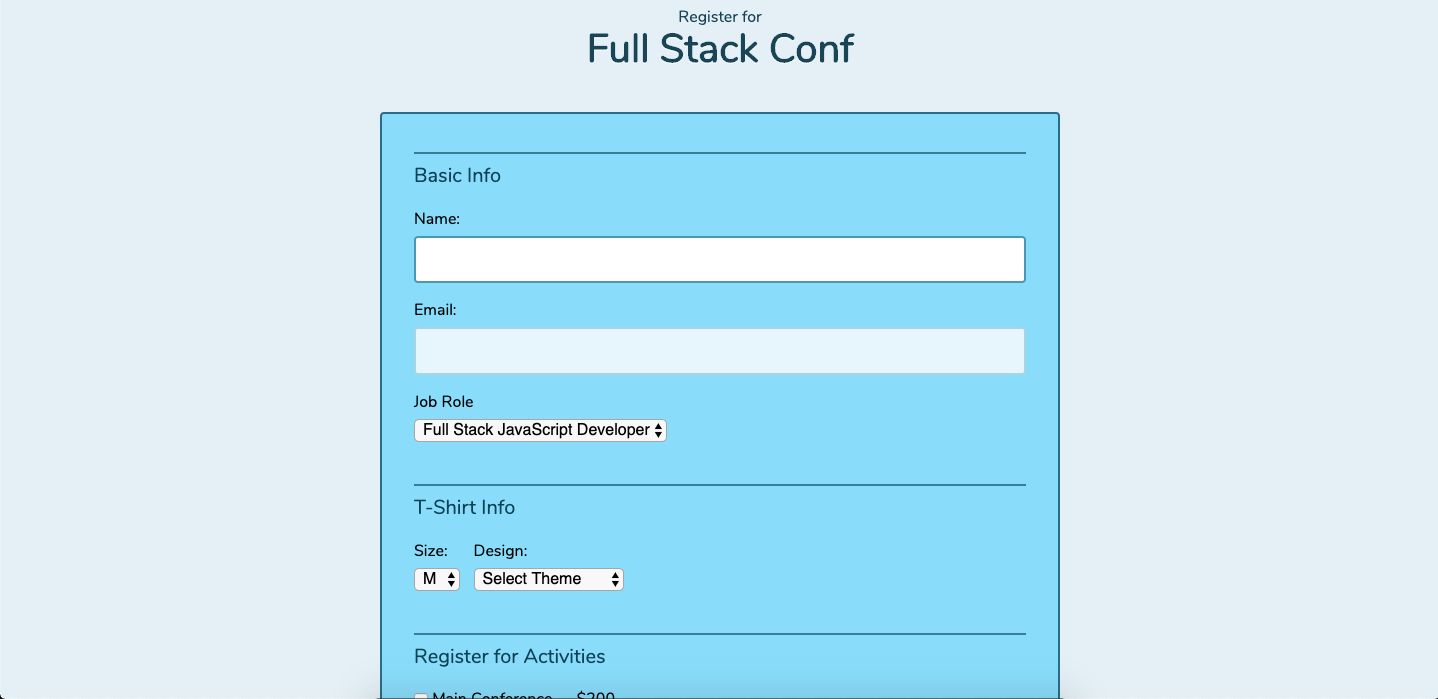 Register for
Full Stack Conf
Basic Info
Name:
Email:
Job Role
Full Stack JavaScript Developer
T-Shirt Info
Size: Design:
M Select Theme
Register for Activities
Main Conference — $200